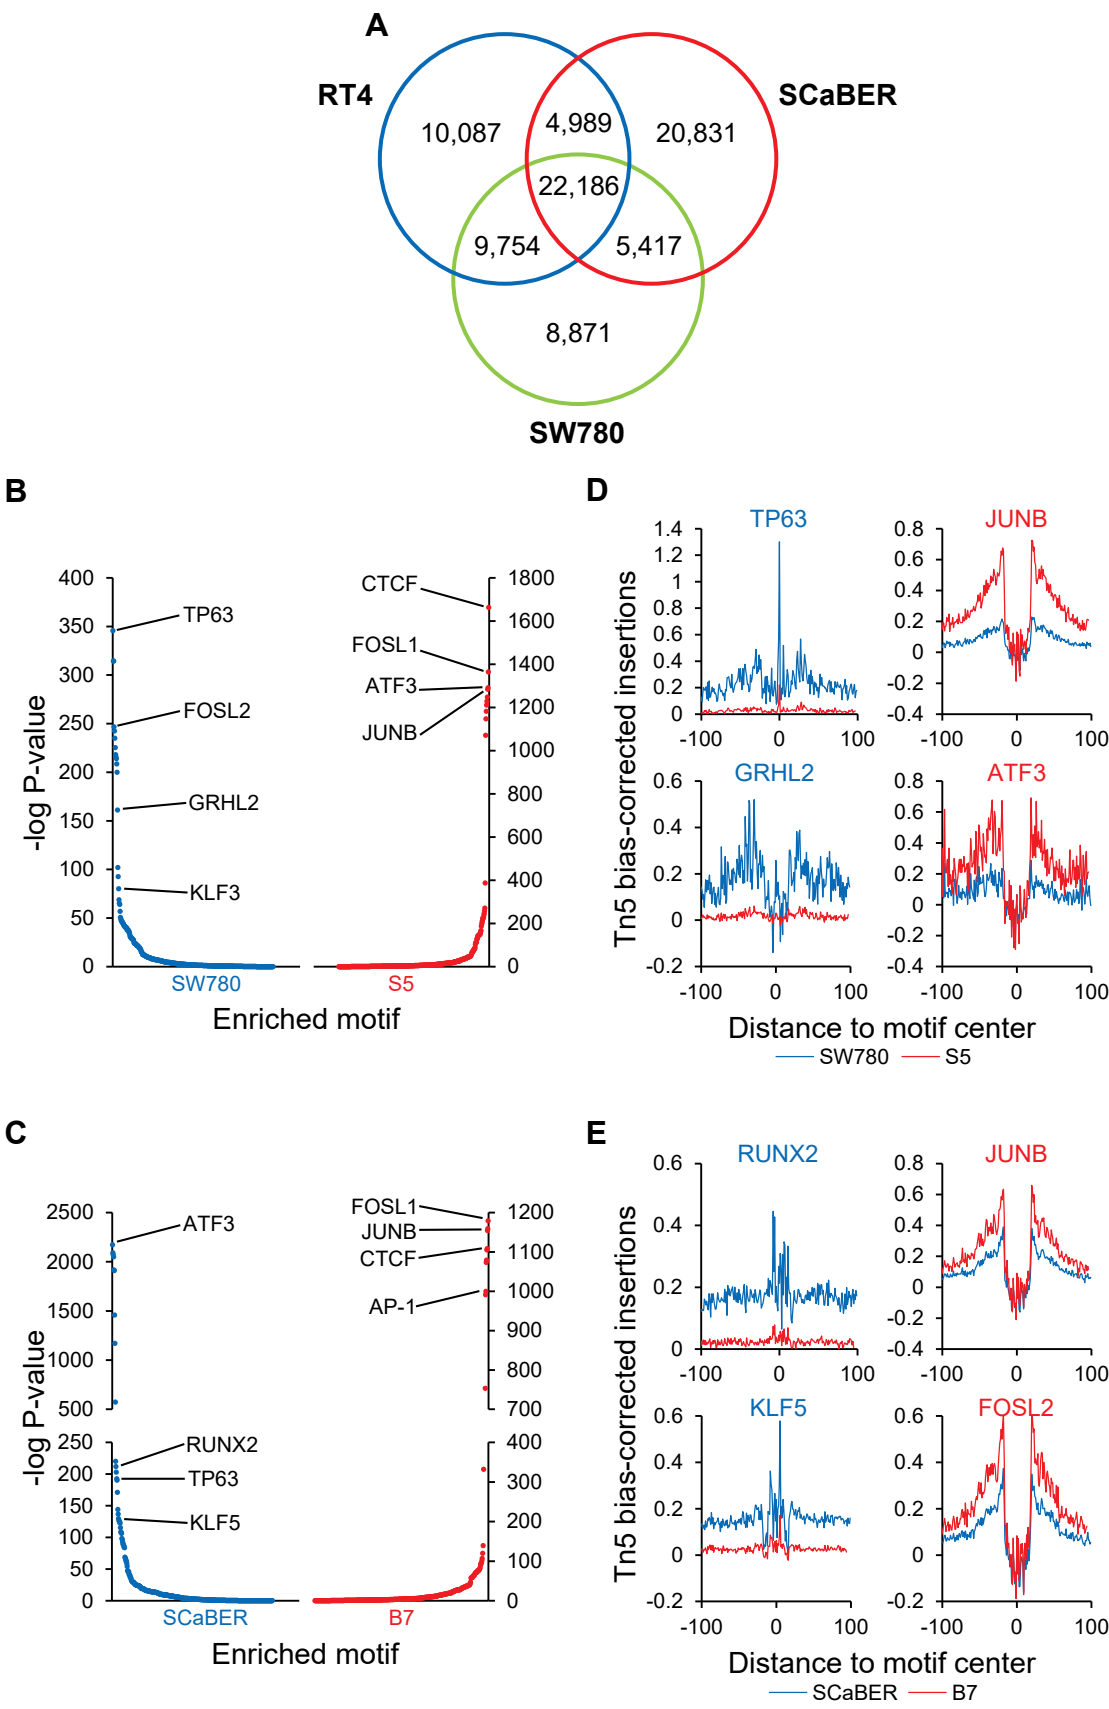 A
RT4
SCaBER
10,087
4,989
20,831
22,186
9,754
5,417
8,871
SW780
B
-log P-value
400
350
300
250
200
150
100
50
0
TP63
FOSL2
GRHL2
KLF3
SW780
CTCF
FOSL1
ATF3
JUNB
1800
1600
1400
1200
1000
800
600
400
200
0
S5
Enriched motif
C
-log P-value
2500
2000
1500
1000
500
250
200
150
100
50
0
ATF3
RUNX2
TP63
KLF5
SCaBER
FOSL1
JUNB
CTCF
AP-1
1200
1100
1000
900
800
700
400
300
200
100
0
B7
Enriched motif
D
Tn5 bias-corrected insertions
TP63
1.4
1.2
1
0.8
0.6
0.4
0.2
0
-100 0 100
JUNB
0.8
0.6
0.4
0.2
0
-0.2
-0.4
-100 0 100
GRHL2
0.6
0.4
0.2
0
-0.2
-100 0 100
ATF3
0.8
0.6
0.4
0.2
0
-0.2
-0.4
-100 0 100
Distance to motif center
SW780 S5
E
Tn5 bias-corrected insertions
RUNX2
0.6
0.4
0.2
0
-100 0 100
JUNB
0.8
0.6
0.4
0.2
0
-0.2
-0.4
-100 0 100
KLF5
0.6
0.4
0.2
0
-0.2
-100 0 100
FOSL2
0.6
0.4
0.2
0
-0.2
-100 0 100
Distance to motif center
SCaBER B7